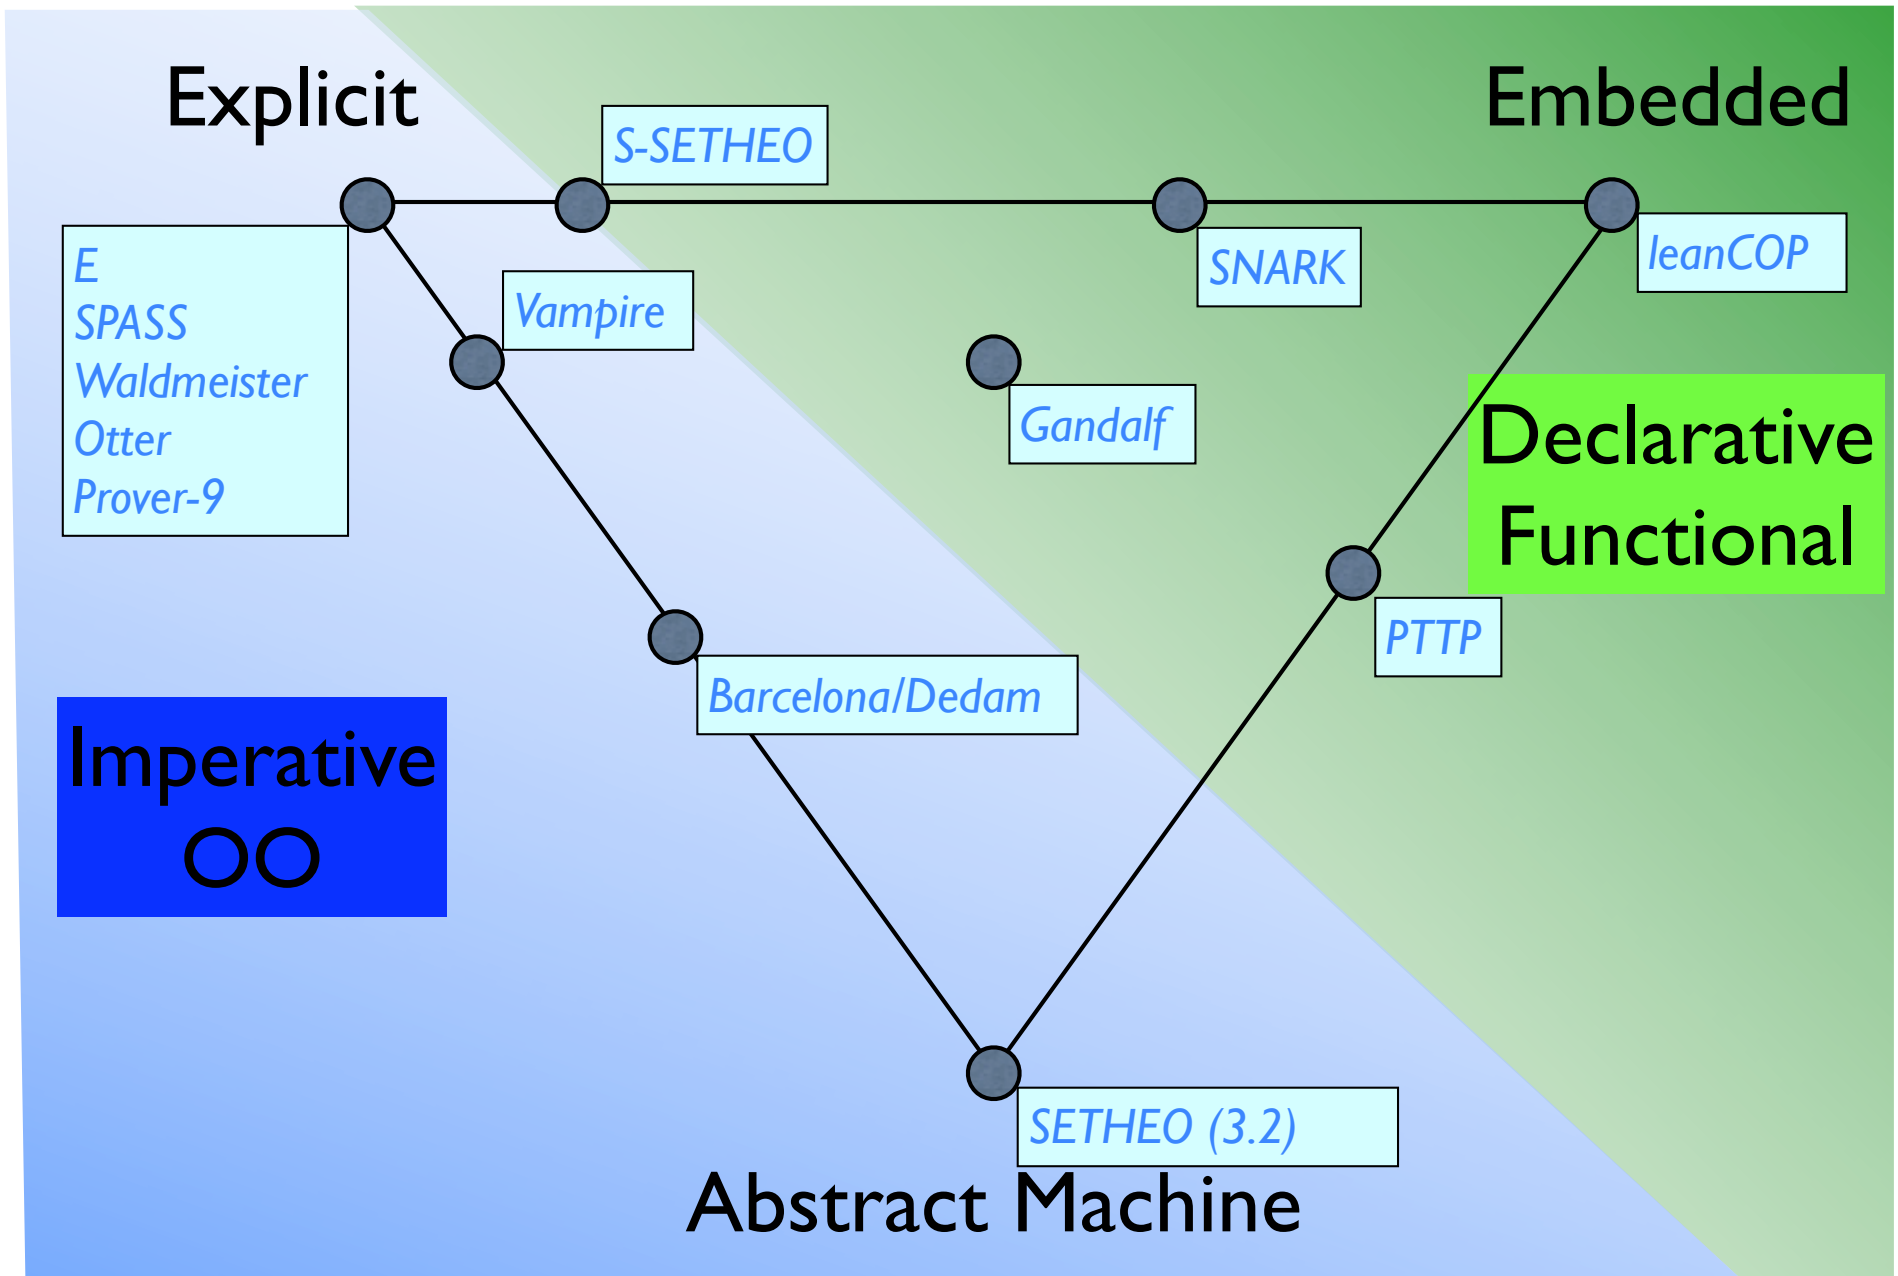 Explicit
Embedded
S-SETHEO
SNARK
leanCOP
E
SPASS
Waldmeister
Otter
Prover-9
Vampire
Gandalf
Declarative
Functional
PTTP
Barcelona/Dedam
Imperative
OO
SETHEO (3.2)
Abstract Machine